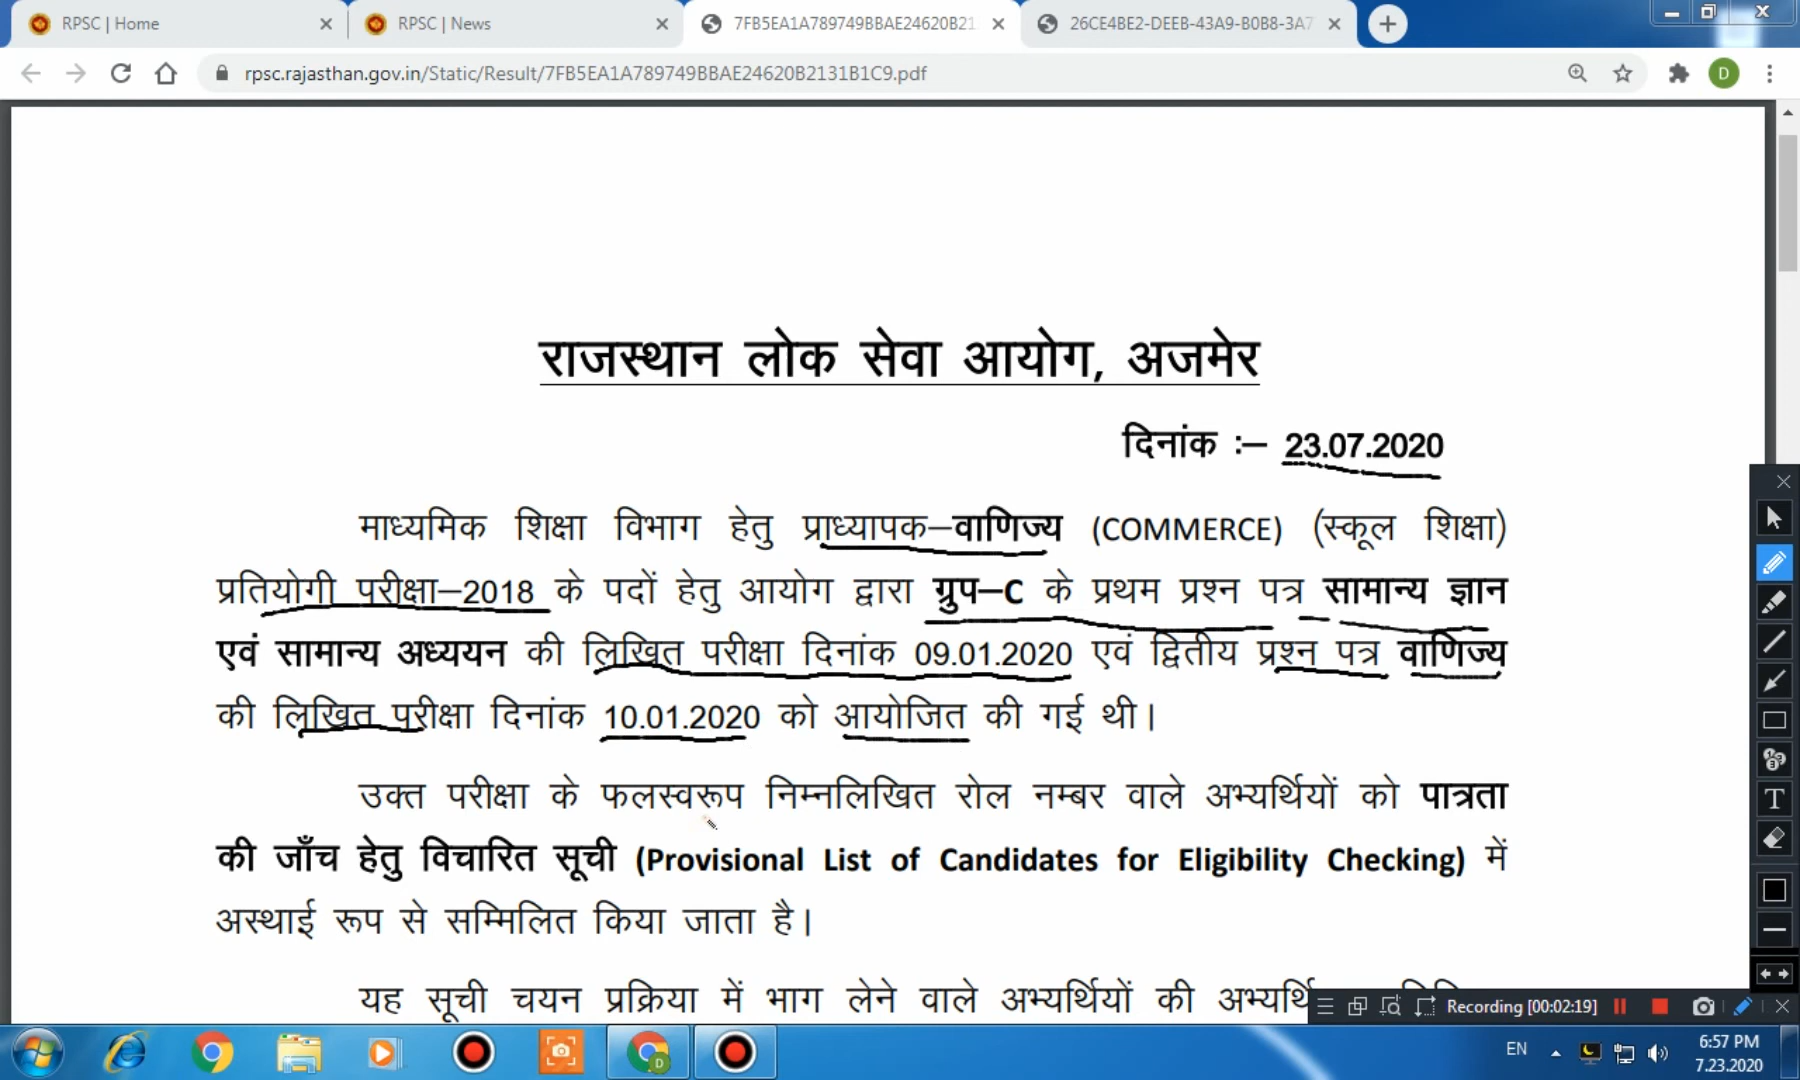 RPSC | Home
RPSC | News
7FB5EA1A789749BBAE24620B21
26CE4BE2-DEEB-43A9-B0B8-3A7
rpsc.rajasthan.gov.in/Static/Result/7FB5EA1A789749BBAE24620B2131B1C9.pdf
D
राजस्थान लोक सेवा आयोग, अजमेर
दिनांक :– 23.07.2020
माध्यमिक शिक्षा विभाग हेतु प्राध्यापक–वाणिज्य (COMMERCE) (स्कूल शिक्षा)
प्रतियोगी परीक्षा–2018 के पदों हेतु आयोग द्वारा ग्रुप–C के प्रथम प्रश्न पत्र सामान्य ज्ञान
एवं सामान्य अध्ययन की लिखित परीक्षा दिनांक 09.01.2020 एवं द्वितीय प्रश्न पत्र वाणिज्य
की लिखित परीक्षा दिनांक 10.01.2020 को आयोजित की गई थी।
उक्त परीक्षा के फलस्वरूप निम्नलिखित रोल नम्बर वाले अभ्यर्थियों को पात्रता
की जाँच हेतु विचारित सूची (Provisional List of Candidates for Eligibility Checking) में
अस्थाई रूप से सम्मिलित किया जाता है।
यह सूची चयन प्रक्रिया में भाग लेने वाले अभ्यर्थियों की
T
Recording [00:02:19]
D
EN
6:57 PM
7.23.2020